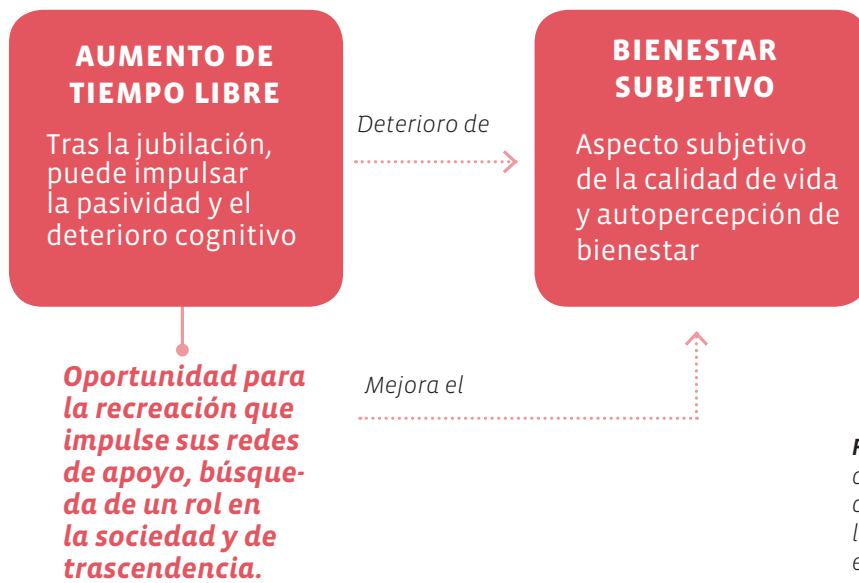 AUMENTO DE
TIEMPO LIBRE
Tras la jubilación,
puede impulsar
la pasividad y el
deterioro cognitivo
Deterioro de
BIENESTAR
SUBJETIVO
Aspecto subjetivo
de la calidad de vida
y autopercepción de
bienestar
Oportunidad para
la recreación que
impulse sus redes
de apoyo, búsque-
da de un rol en
la sociedad y de
trascendencia.
Mejora el